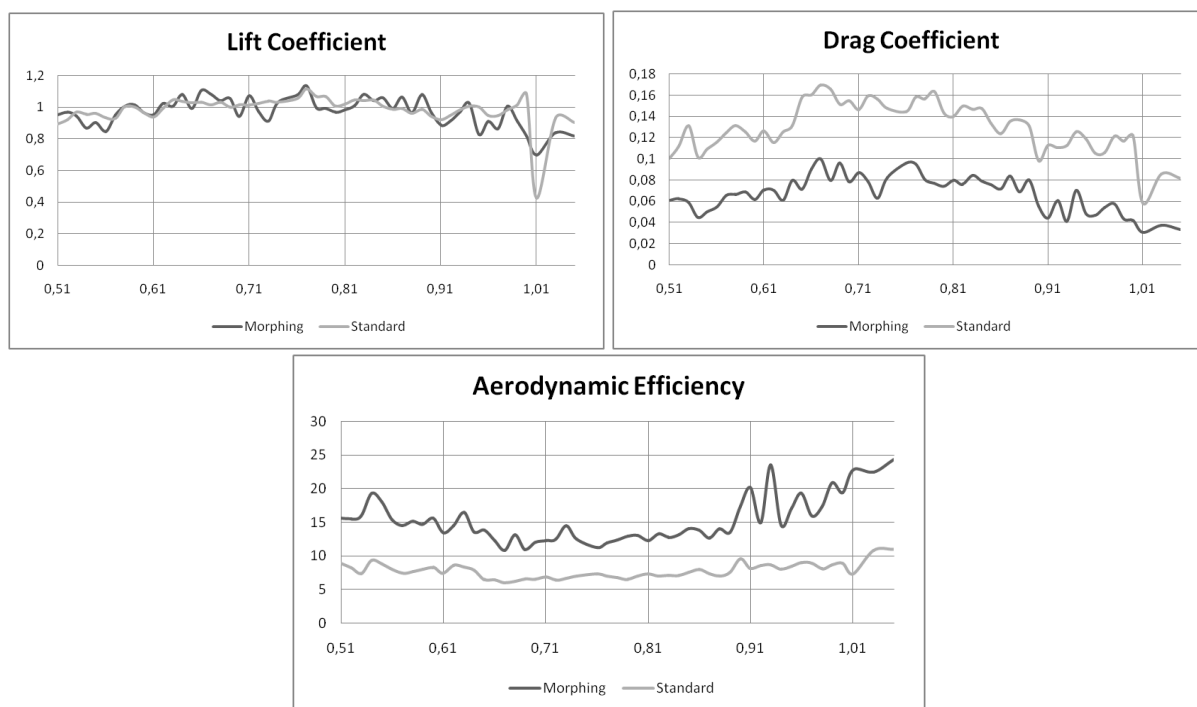 Lift Coefficient
1,2
1
0,8
0,6
0,4
0,2
0
0,51 0,61 0,71 0,81 0,91 1,01
Morphing Standard
Drag Coefficient
0,18
0,16
0,14
0,12
0,1
0,08
0,06
0,04
0,02
0
0,51 0,61 0,71 0,81 0,91 1,01
Morphing Standard
Aerodynamic Efficiency
30
25
20
15
10
5
0
0,51 0,61 0,71 0,81 0,91 1,01
Morphing Standard